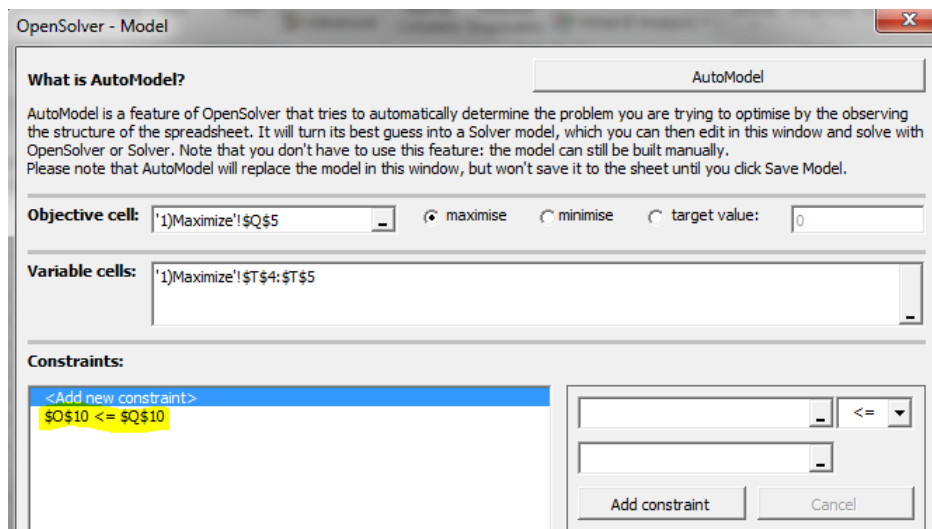 OpenSolver - Model
What is AutoModel?
AutoModel
AutoModel is a feature of OpenSolver that tries to automatically determine the problem you are trying to optimise by the observing
the structure of the spreadsheet. It will turn its best guess into a Solver model, which you can then edit in this window and solve with
OpenSolver or Solver. Note that you don't have to use this feature: the model can still be built manually.
Please note that AutoModel will replace the model in this window, but won't save it to the sheet until you click Save Model.
Objective cell: '1)Maximize'!$Q$5 _ maximise minimise target value: 0
Variable cells: '1)Maximize'!$T$4:$T$5 _
Constraints:
<Add new constraint>
$O$10 <= $Q$10
_ <=
_
Add constraint Cancel